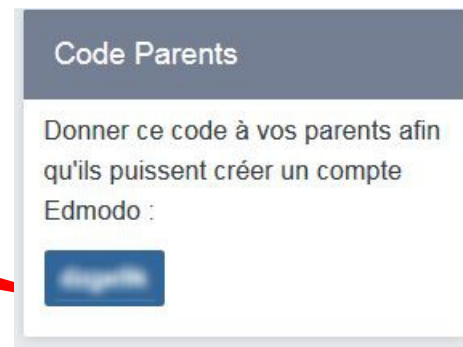 Code Parents
Donner ce code à vos parents afin
qu'ils puissent créer un compte
Edmodo :